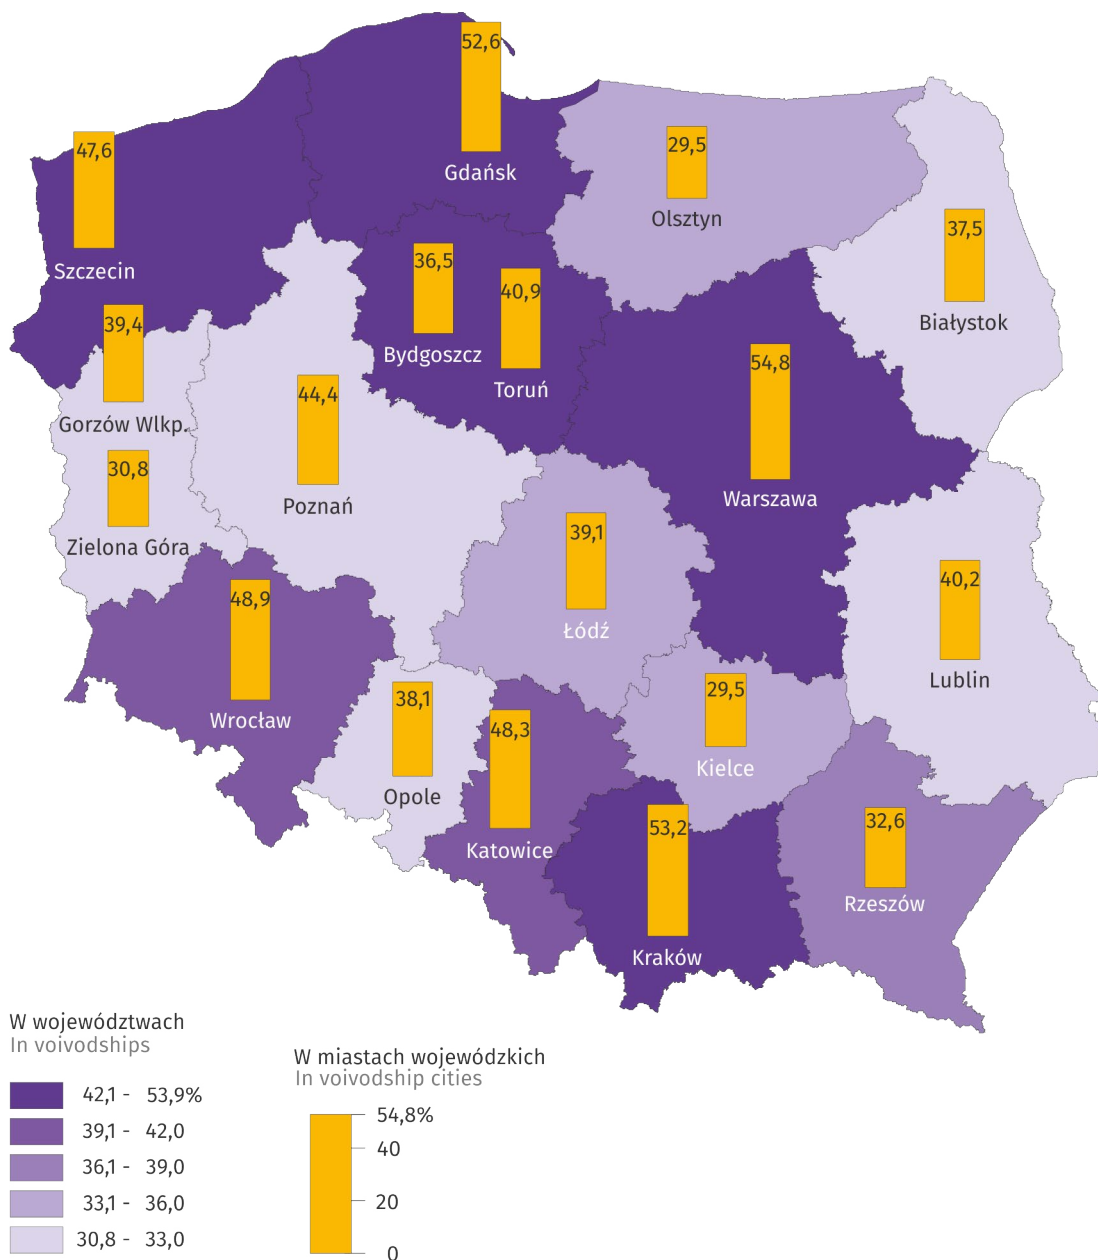 52,6
Gdańsk
47,6
Szczecin
29,5
Olsztyn
37,5
Białystok
36,5
Bydgoszcz
40,9
Toruń
39,4
Gorzów Wlkp.
44,4
Poznań
54,8
Warszawa
30,8
Zielona Góra
39,1
Łódź
40,2
Lublin
48,9
Wrocław
38,1
Opole
48,3
Katowice
29,5
Kielce
53,2
Kraków
32,6
Rzeszów
W województwach
In voivodships
42,1 - 53,9%
39,1 - 42,0
36,1 - 39,0
33,1 - 36,0
30,8 - 33,0
W miastach wojewódzkich
In voivodship cities
54,8%
40
20
0